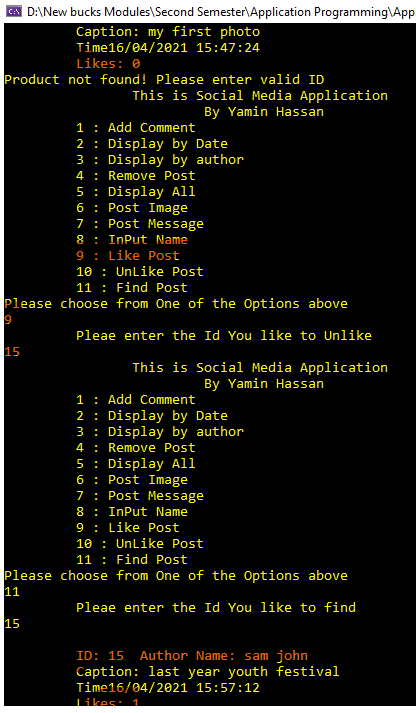 D:\New bucks Modules\Second Semester\Application Programming\App
Caption: my first photo
Time16/04/2021 15:47:24
Likes: 0
Product not found! Please enter valid ID
This is Social Media Application
By Yamin Hassan
1 : Add Comment
2 : Display by Date
3 : Display by author
4 : Remove Post
5 : Display All
6 : Post Image
7 : Post Message
8 : InPut Name
9 : Like Post
10 : UnLike Post
11 : Find Post
Please choose from One of the Options above
9
Pleae enter the Id You like to Unlike
15
This is Social Media Application
By Yamin Hassan
1 : Add Comment
2 : Display by Date
3 : Display by author
4 : Remove Post
5 : Display All
6 : Post Image
7 : Post Message
8 : InPut Name
9 : Like Post
10 : UnLike Post
11 : Find Post
Please choose from One of the Options above
11
Pleae enter the Id You like to find
15
ID: 15 Author Name: sam john
Caption: last year youth festival
Time16/04/2021 15:57:12
Likes: 1